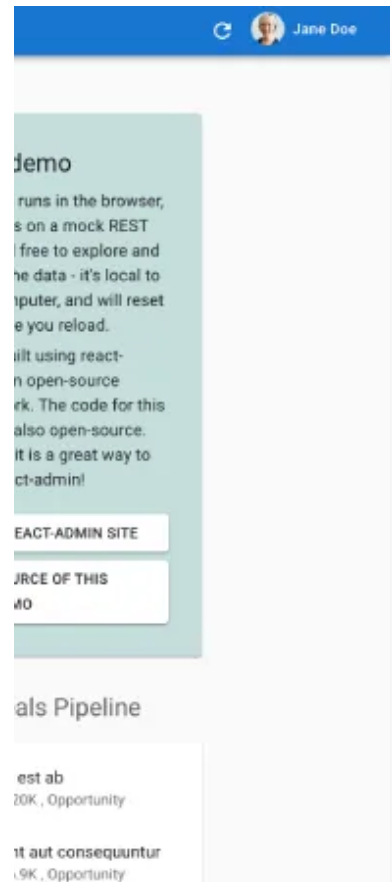 Jane Doe
demo
runs in the browser,
s on a mock REST
free to explore and
he data - it's local to
nputer, and will reset
e you reload.
uilt using react-
n open-source
rk. The code for this
also open-source.
it is a great way to
ct-admin!
EACT-ADMIN SITE
URCE OF THIS
MO
als Pipeline
est ab
20K , Opportunity
nt aut consequuntur
.9K , Opportunity